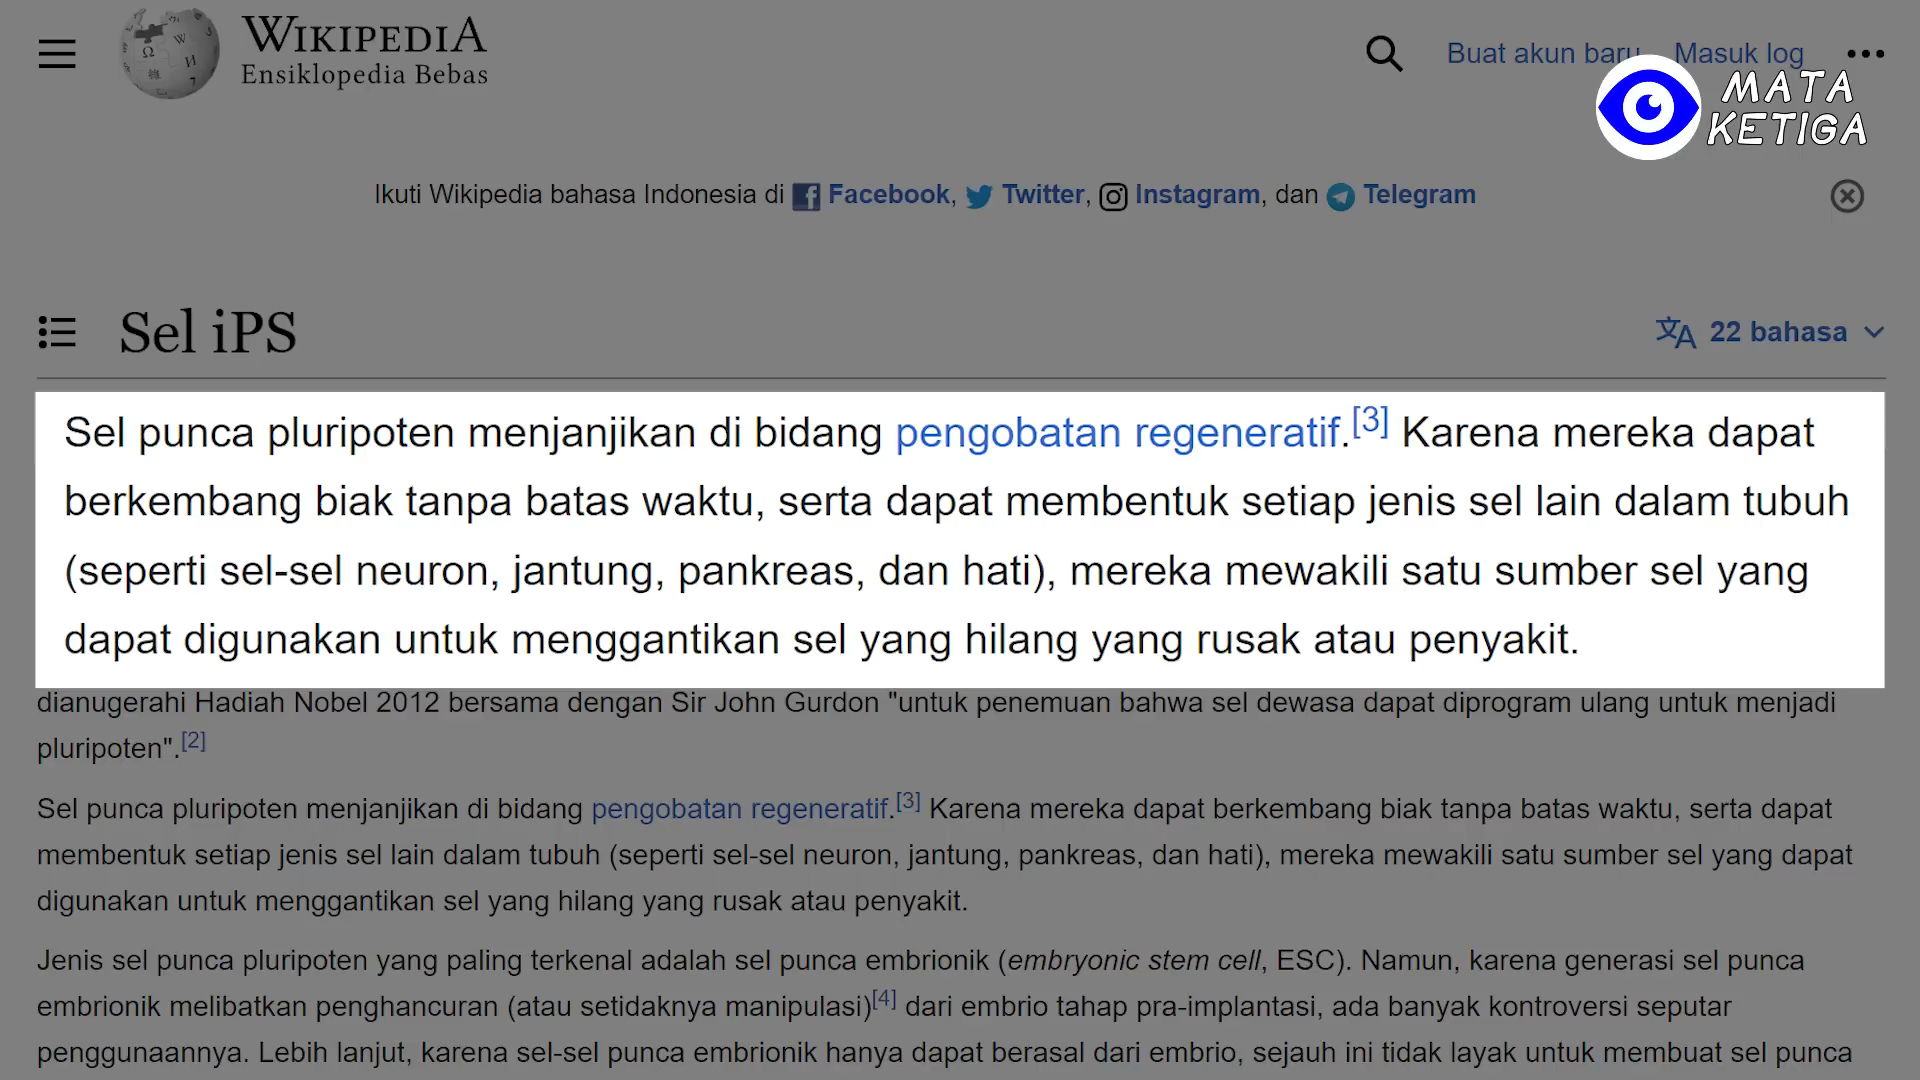 WIKIPEDIA
Ensiklopedia Bebas
Buat akun baru
Masuk log
MATA
KETIGA
Ikuti Wikipedia bahasa Indonesia di Facebook, Twitter, Instagram, dan Telegram
Sel iPS
22 bahasa
Sel punca pluripoten menjanjikan di bidang pengobatan regeneratif.[3] Karena mereka dapat
berkembang biak tanpa batas waktu, serta dapat membentuk setiap jenis sel lain dalam tubuh
(seperti sel-sel neuron, jantung, pankreas, dan hati), mereka mewakili satu sumber sel yang
dapat digunakan untuk menggantikan sel yang hilang yang rusak atau penyakit.
dianugerahi Hadiah Nobel 2012 bersama dengan Sir John Gurdon "untuk penemuan bahwa sel dewasa dapat diprogram ulang untuk menjadi
pluripoten".[2]
Sel punca pluripoten menjanjikan di bidang pengobatan regeneratif.[3] Karena mereka dapat berkembang biak tanpa batas waktu, serta dapat
membentuk setiap jenis sel lain dalam tubuh (seperti sel-sel neuron, jantung, pankreas, dan hati), mereka mewakili satu sumber sel yang dapat
digunakan untuk menggantikan sel yang hilang yang rusak atau penyakit.
Jenis sel punca pluripoten yang paling terkenal adalah sel punca embrionik (embryonic stem cell, ESC). Namun, karena generasi sel punca
embrionik melibatkan penghancuran (atau setidaknya manipulasi)[4] dari embrio tahap pra-implantasi, ada banyak kontroversi seputar
penggunaannya. Lebih lanjut, karena sel-sel punca embrionik hanya dapat berasal dari embrio, sejauh ini tidak layak untuk membuat sel punca